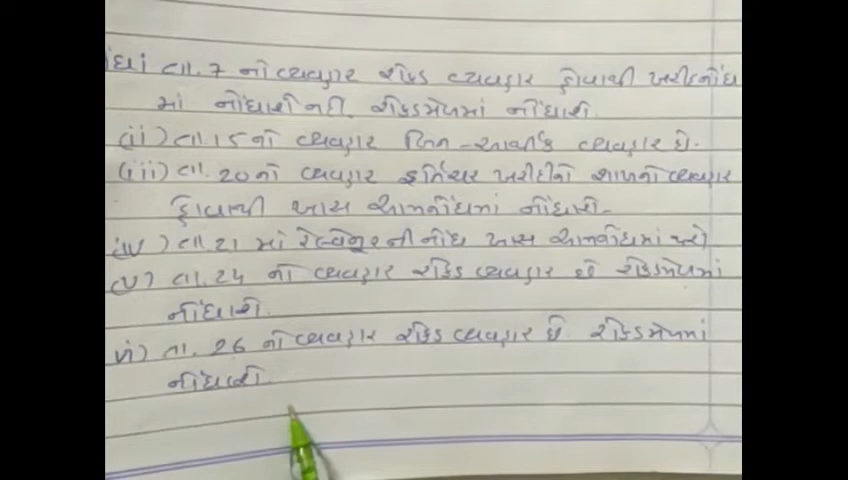 તા. 7 નો વ્યવહાર રોકડ વ્યવહાર હોવાથી ખરીદનોંધ
માં નોંધાશે નહી. રોકડમેળમાં નોંધાશે.
(ii) તા. 15 નો વ્યવહાર બિન-આર્થિક વ્યવહાર છે.
(iii) તા. 20 નો વ્યવહાર ફર્નિચર ખરીદીનો શાખનો વ્યવહાર
હોવાથી ખાસ આમનોંધમાં નોંધાશે.
iv) તા. 21 માં ની નોંધ ખાસ આમનોંધમાં થશે
(v) તા. 24 નો વ્યવહાર રોકડ વ્યવહાર છે રોકડમેળમાં
નોંધાશે.
vi) તા. 26 નો વ્યવહાર રોકડ વ્યવહાર છે રોકડમેળમાં
નોંધાશે.